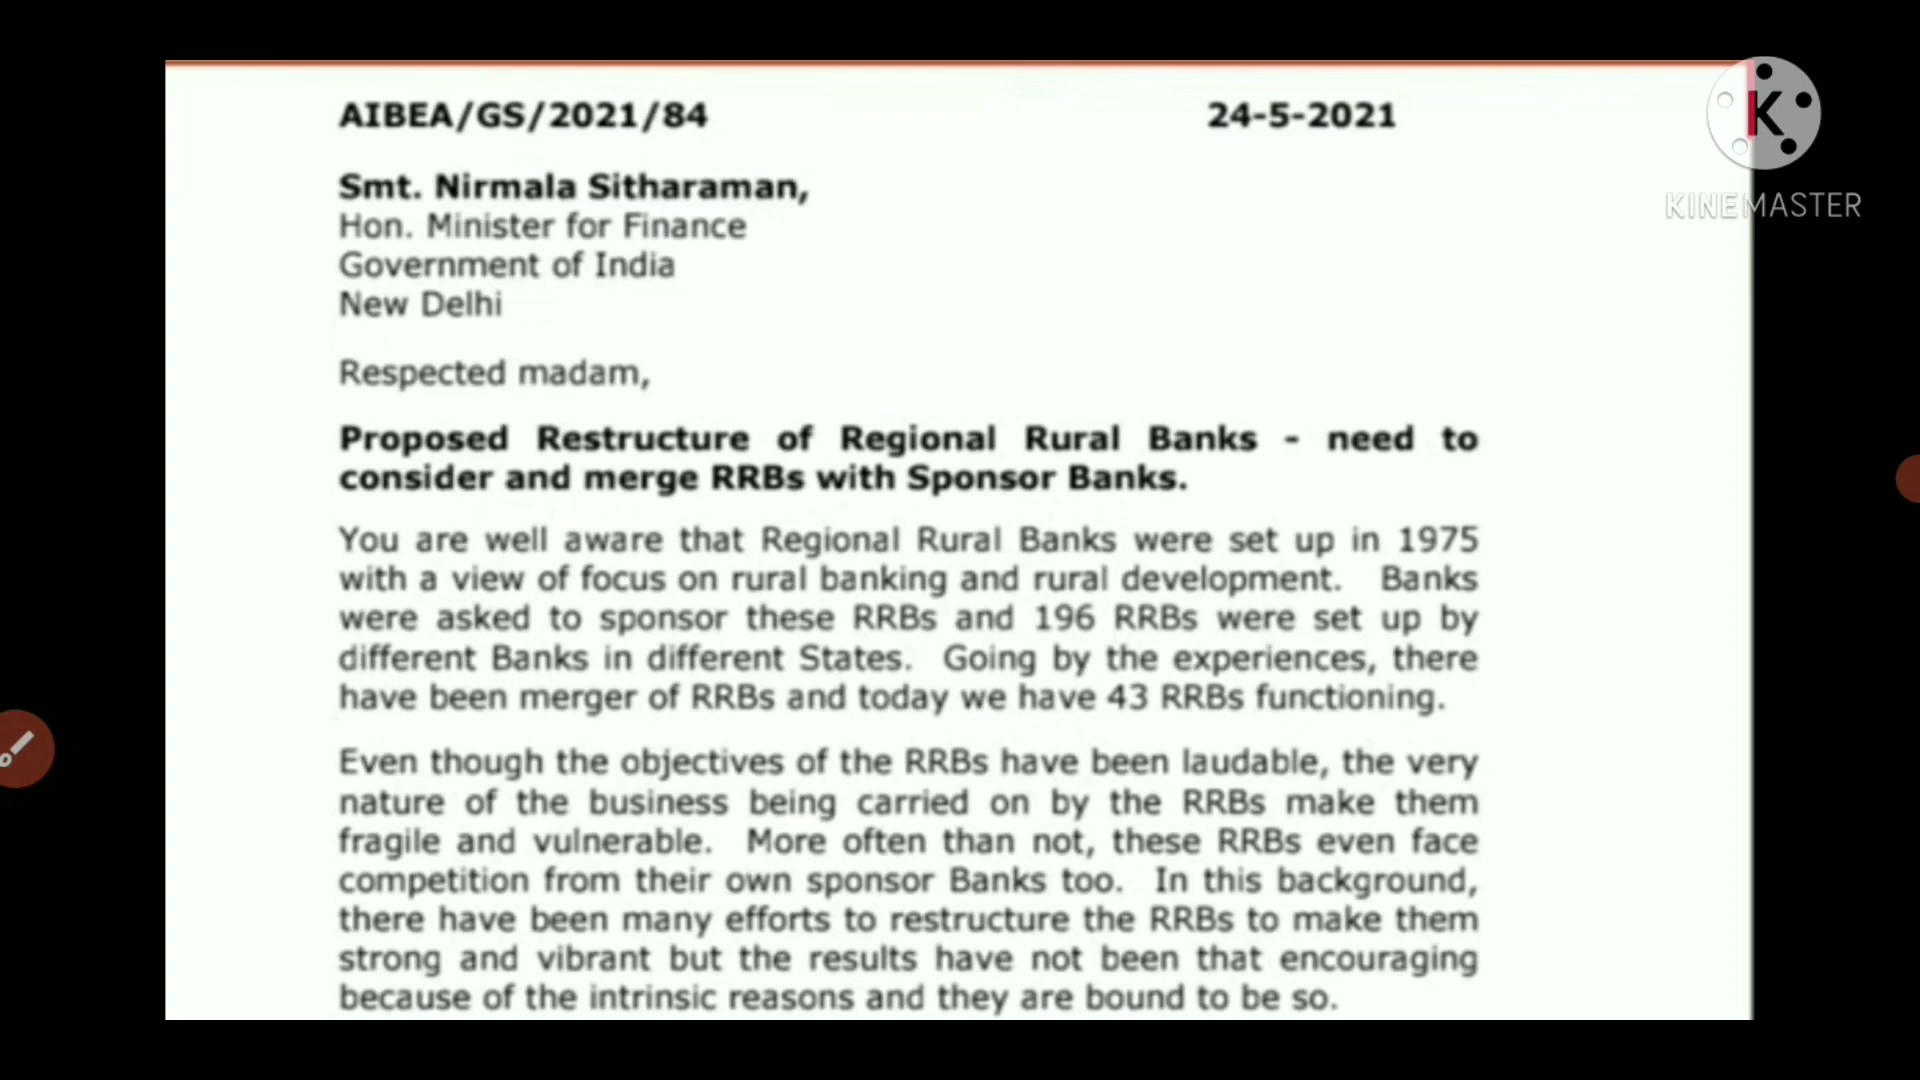 AIBEA/GS/2021/84 24-5-2021
Smt. Nirmala Sitharaman,
Hon. Minister for Finance
Government of India
New Delhi
Respected madam,
Proposed Restructure of Regional Rural Banks - need to
consider and merge RRBs with Sponsor Banks.
You are well aware that Regional Rural Banks were set up in 1975
with a view of focus on rural banking and rural development. Banks
were asked to sponsor these RRBs and 196 RRBs were set up by
different Banks in different States. Going by the experiences, there
have been merger of RRBs and today we have 43 RRBs functioning.
Even though the objectives of the RRBs have been laudable, the very
nature of the business being carried on by the RRBs make them
fragile and vulnerable. More often than not, these RRBs even face
competition from their own sponsor Banks too. In this background,
there have been many efforts to restructure the RRBs to make them
strong and vibrant but the results have not been that encouraging
because of the intrinsic reasons and they are bound to be so.
K
KINEMASTER